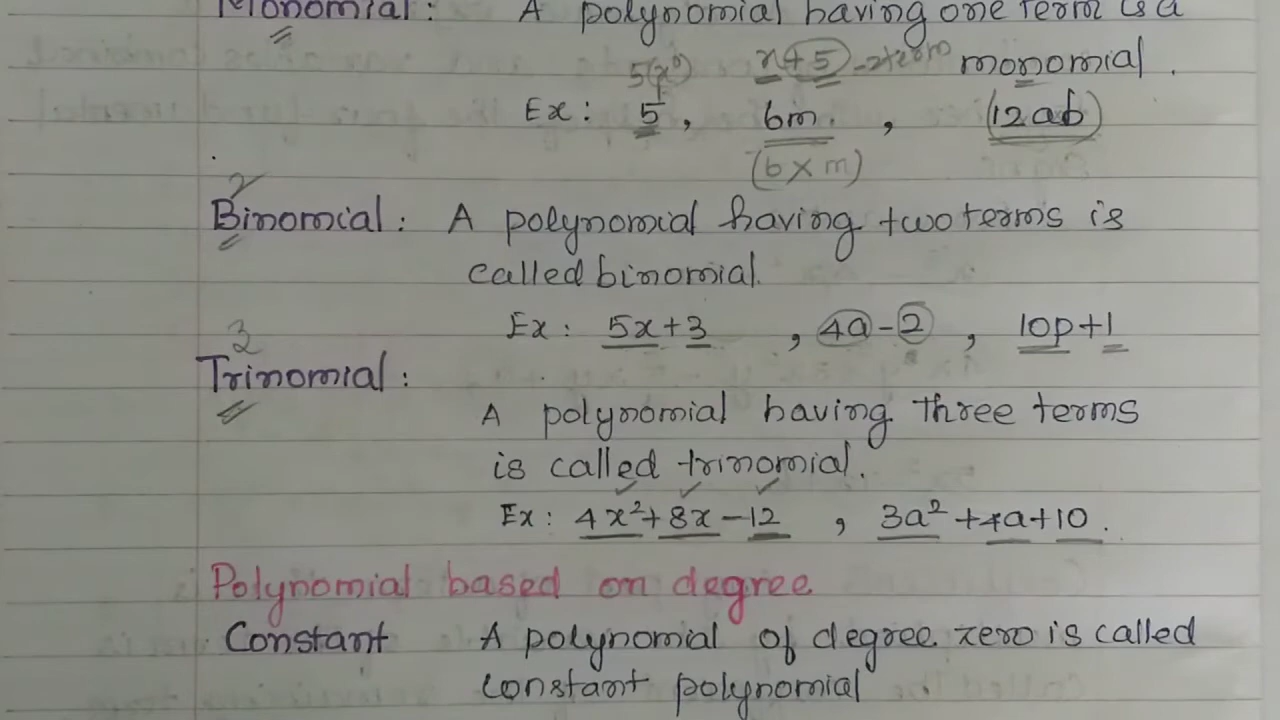 Monomial: A polynomial having one term is a
5(x⁰) x+5 -2term monomial.
Ex: 5, 6m, (12ab)
(6×m)
2
Binomial: A polynomial having two terms is
called binomial.
Ex: 5x+3, 4a-2, 10p+1
3
Trinomial:
A polynomial having three terms
is called trinomial.
Ex: 4x²+8x-12, 3a²+4a+10.
Polynomial based on degree
Constant A polynomial of degree zero is called
constant polynomial